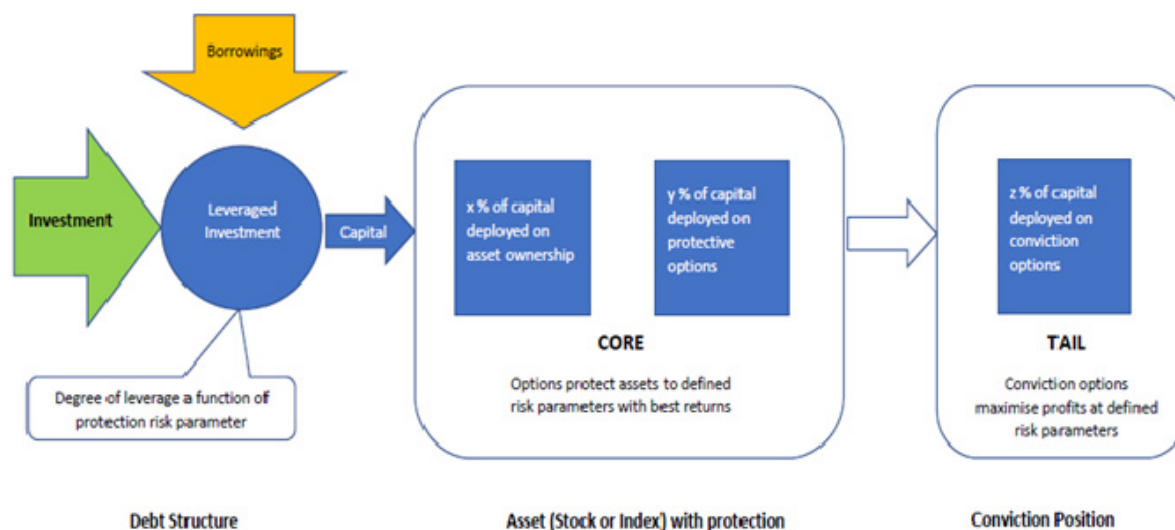 Borrowings
Investment
Leveraged
Investment
Capital
x % of capital
deployed on
asset ownership
y % of capital
deployed on
protective
options
z % of capital
deployed on
conviction
options
CORE
Options protect assets to defined
risk parameters with best returns
TAIL
Conviction options
maximise profits at defined
risk parameters
Degree of leverage a function of
protection risk parameter
Debt Structure
Asset (Stock or Index) with protection
Conviction Position